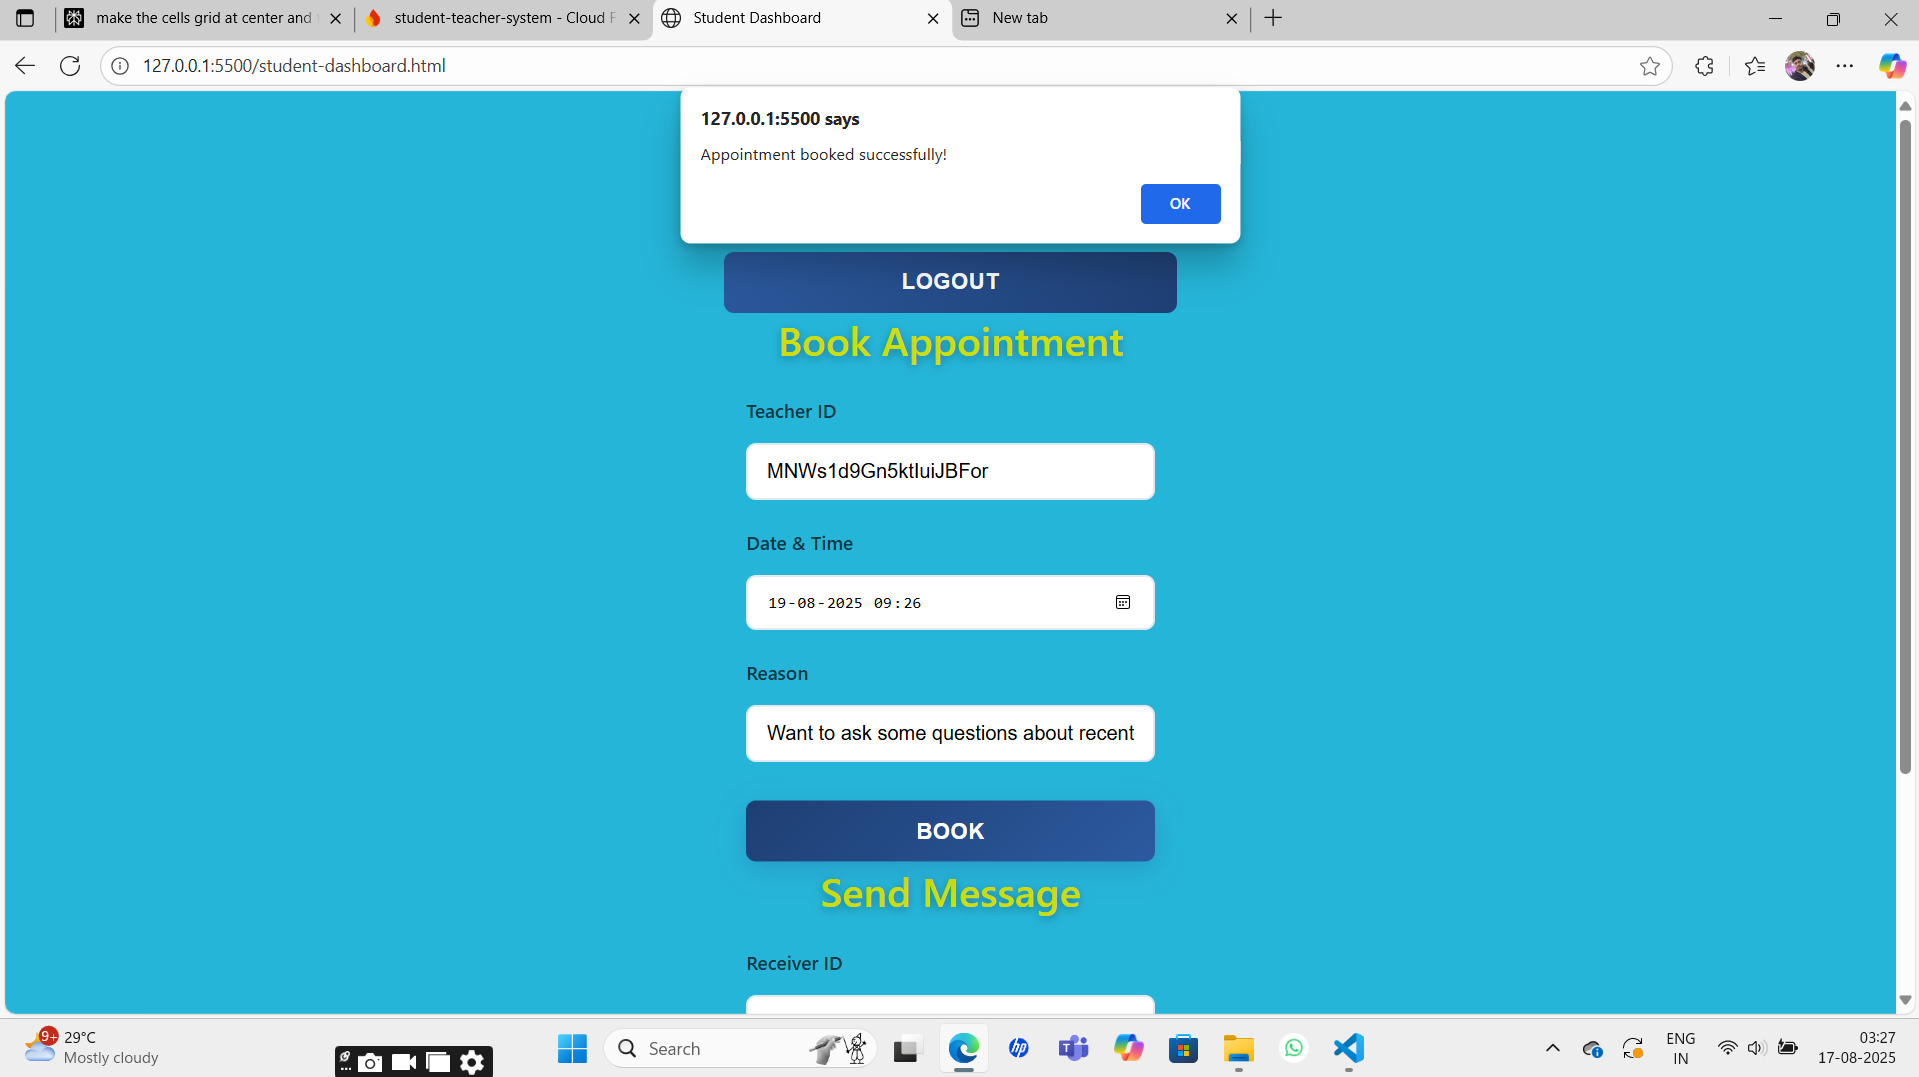 make the cells grid at center and
student-teacher-system - Cloud F
Student Dashboard
New tab
127.0.0.1:5500/student-dashboard.html
127.0.0.1:5500 says
Appointment booked successfully!
OK
LOGOUT
Book Appointment
Teacher ID
MNWs1d9Gn5ktIuiJBFor
Date & Time
19-08-2025 09:26
Reason
Want to ask some questions about recent
BOOK
Send Message
Receiver ID
9+
29°C
Mostly cloudy
Search
hp
ENG
IN
03:27
17-08-2025